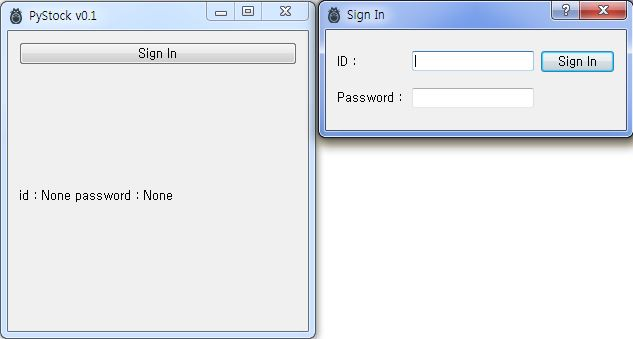 PyStock v0.1
Sign In
id : None password : None
Sign In
ID :
Sign In
Password :